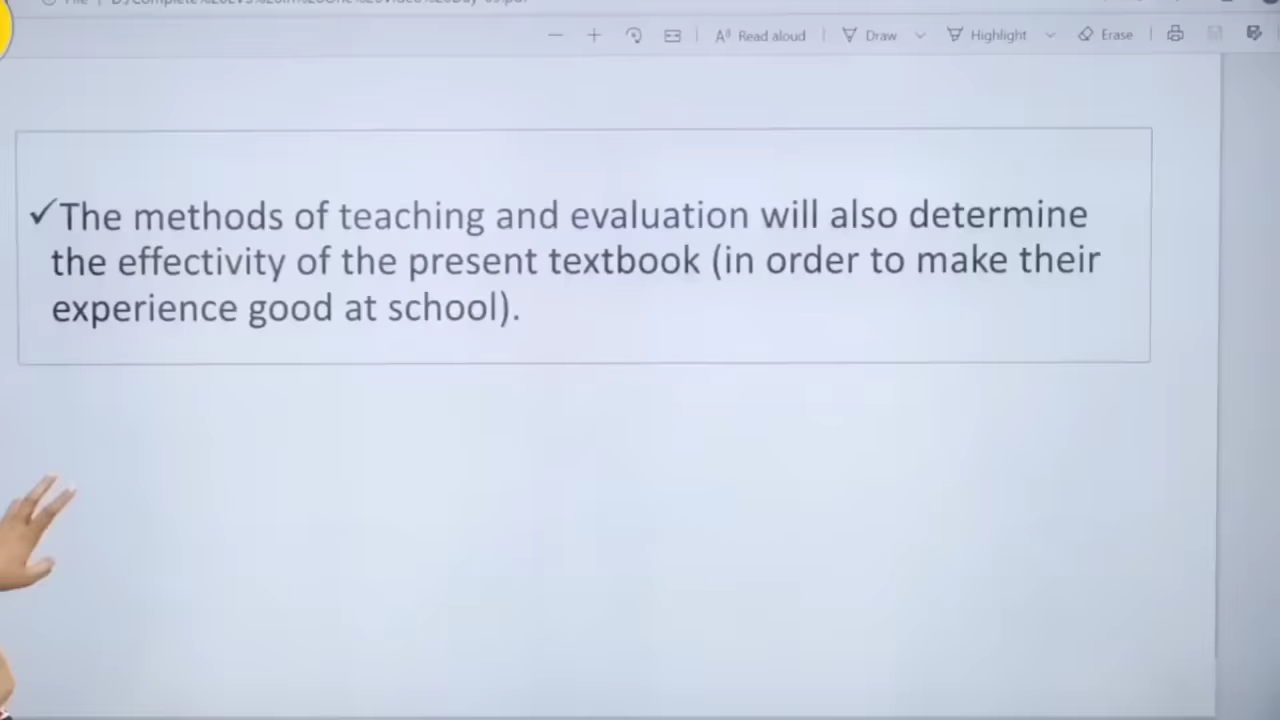 Read aloud
Draw
Highlight
Erase
✓The methods of teaching and evaluation will also determine
the effectivity of the present textbook (in order to make their
experience good at school).